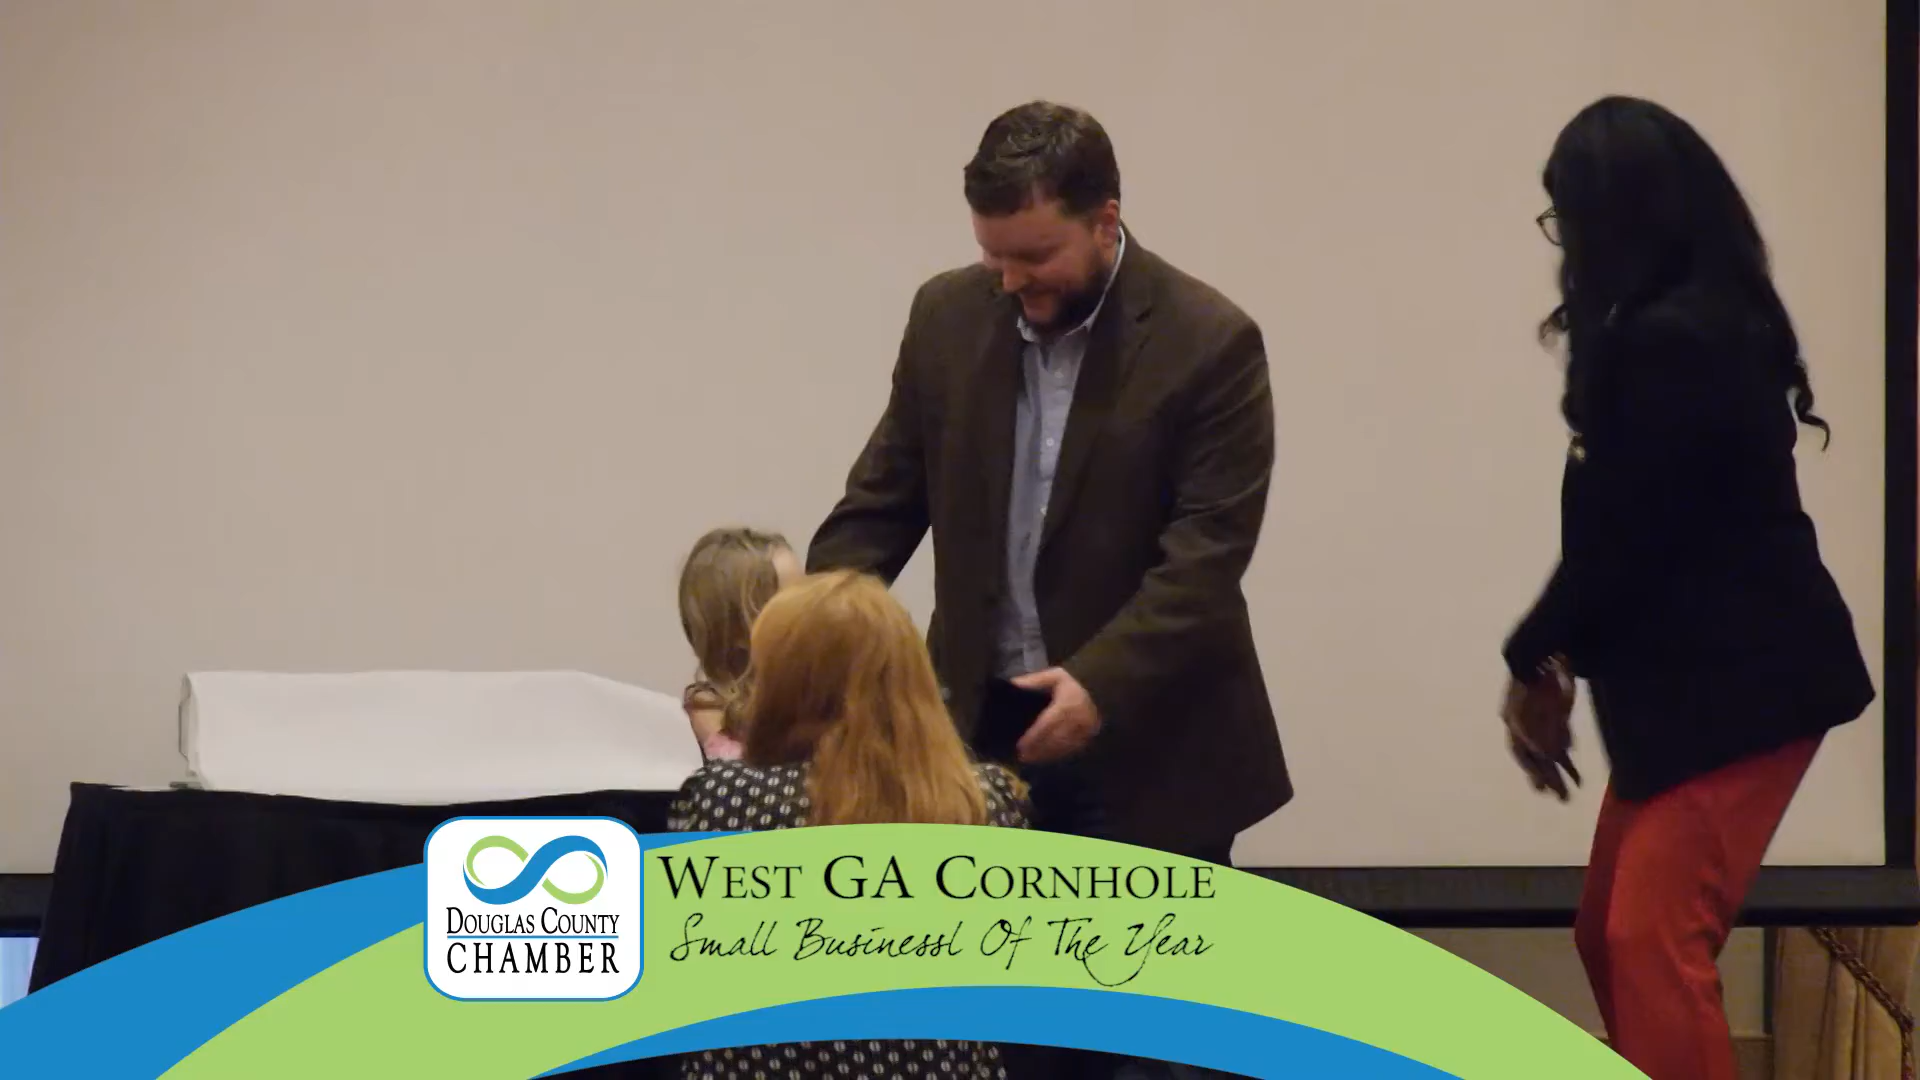 DOUGLAS COUNTY
CHAMBER
WEST GA CORNHOLE
Small Businessl Of The Year